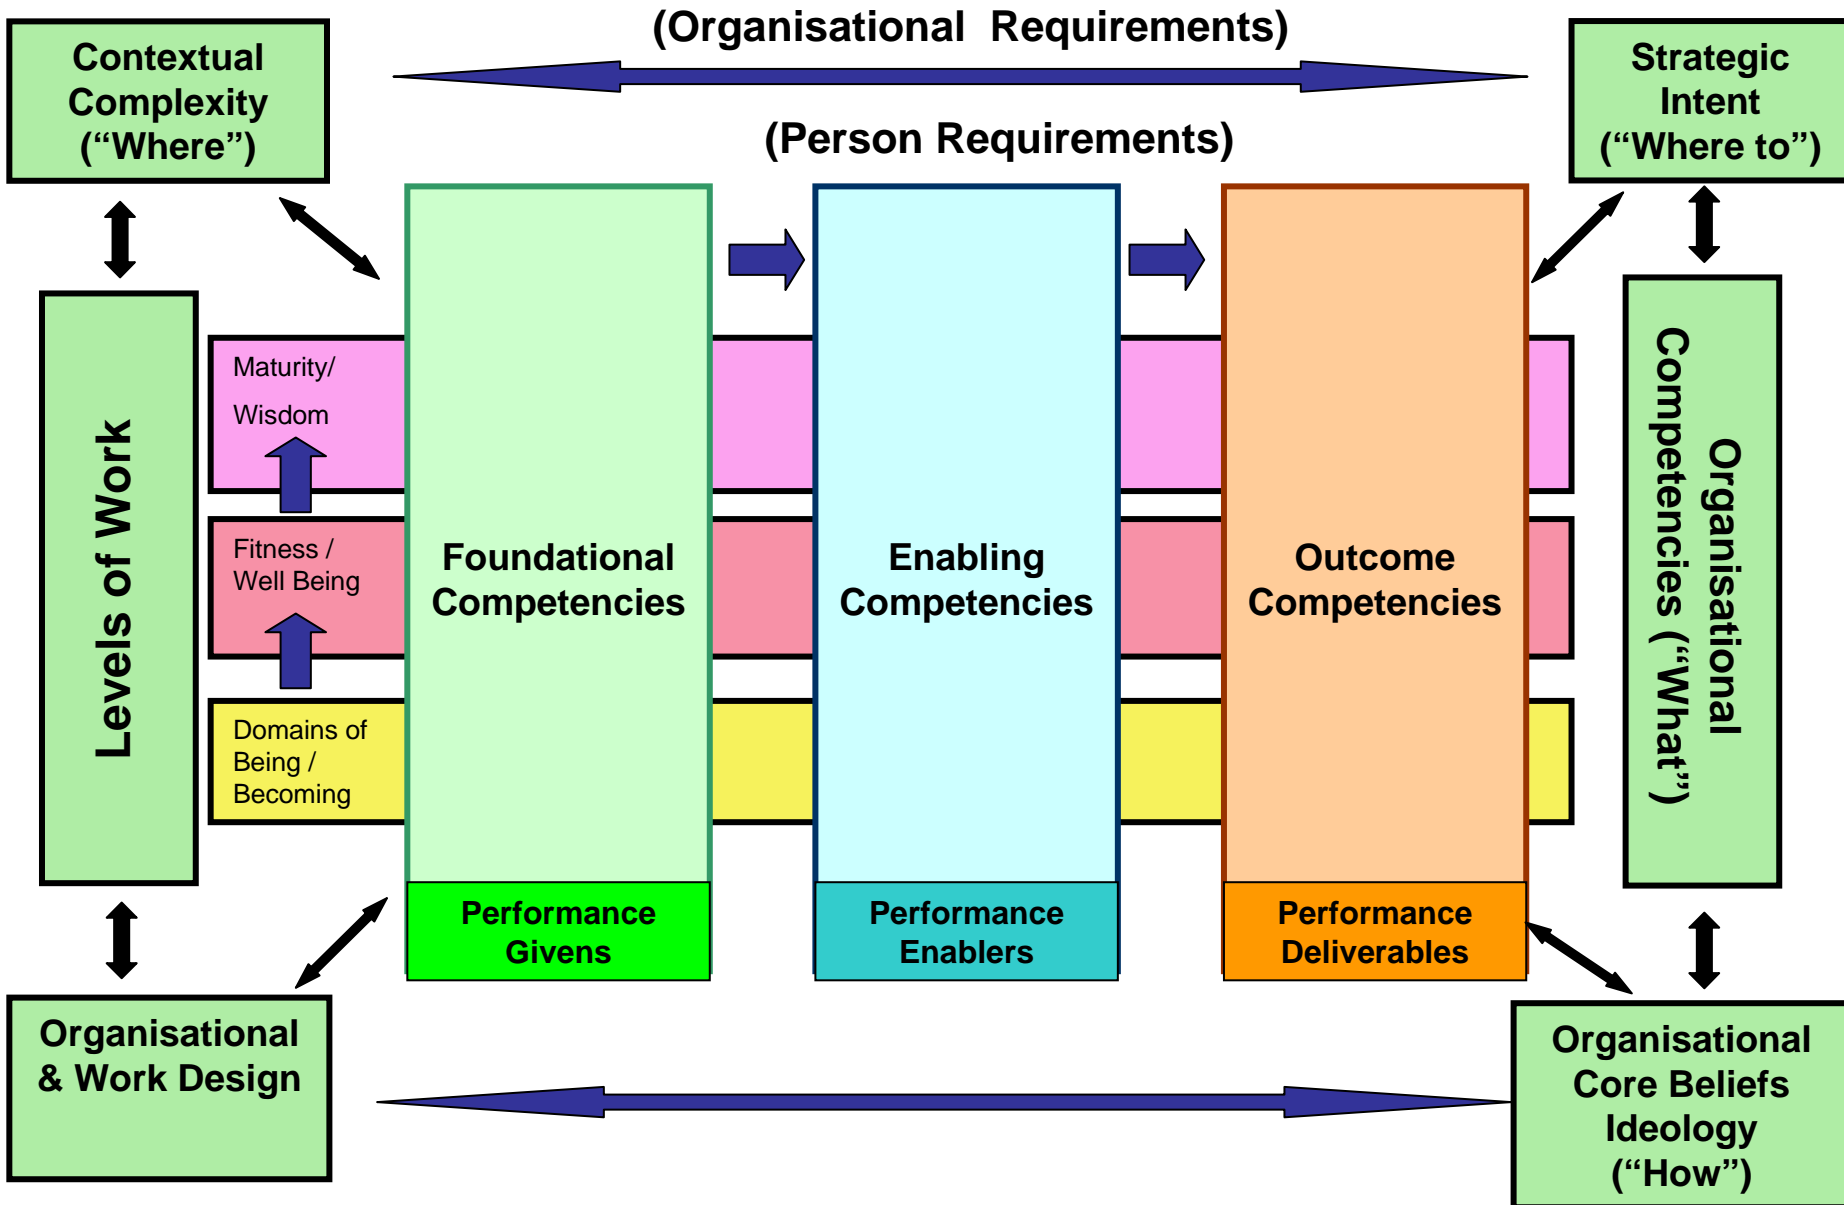 (Organisational Requirements)
Contextual
Complexity
(“Where”)
Strategic
Intent
(“Where to”)
(Person Requirements)
Levels of Work
Maturity/
Wisdom
Fitness /
Well Being
Domains of
Being /
Becoming
Foundational
Competencies
Enabling
Competencies
Outcome
Competencies
Organisational
Competencies (“What”)
Performance
Givens
Performance
Enablers
Performance
Deliverables
Organisational
& Work Design
Organisational
Core Beliefs
Ideology
(“How”)